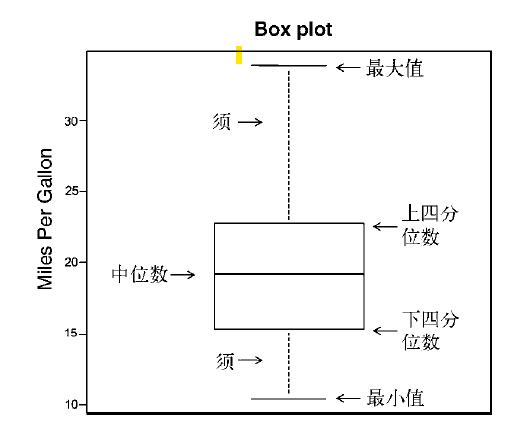 Box plot
最大值
须
30
25
上四分
位数
Miles Per Gallon
20
中位数
15
下四分
位数
须
最小值
10